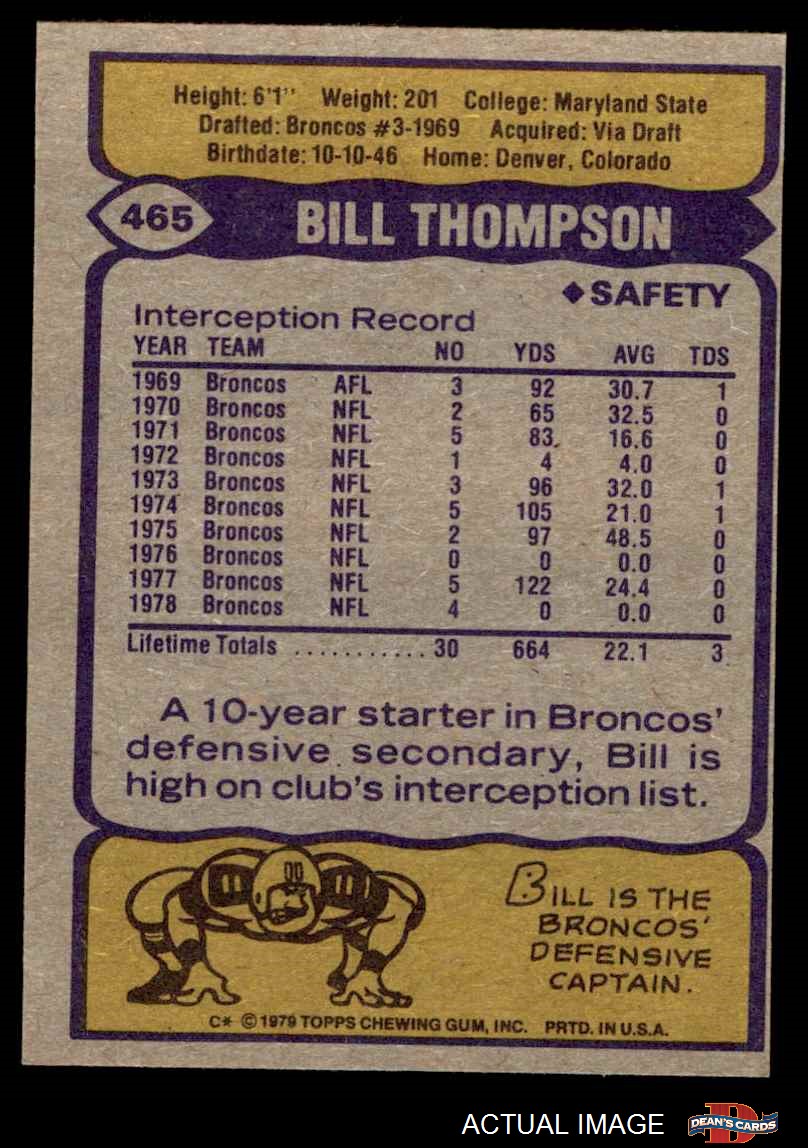 Height: 6'1" Weight: 201 College: Maryland State
Drafted: Broncos #3-1969 Acquired: Via Draft
Birthdate: 10-10-46 Home: Denver, Colorado
465 BILL THOMPSON
◆SAFETY
Interception Record
YEAR TEAM NO YDS AVG TDS
1969 Broncos AFL 3 92 30.7 1
1970 Broncos NFL 2 65 32.5 0
1971 Broncos NFL 5 83 16.6 0
1972 Broncos NFL 1 4 4.0 0
1973 Broncos NFL 3 96 32.0 1
1974 Broncos NFL 5 105 21.0 1
1975 Broncos NFL 2 97 48.5 0
1976 Broncos NFL 0 0 0.0 0
1977 Broncos NFL 5 122 24.4 0
1978 Broncos NFL 4 0 0.0 0
Lifetime Totals ........... 30 664 22.1 3
A 10-year starter in Broncos'
defensive secondary, Bill is
high on club's interception list.
BILL IS THE
BRONCOS'
DEFENSIVE
CAPTAIN.
00
C* © 1979 TOPPS CHEWING GUM, INC. PRTD. IN U.S.A.
ACTUAL IMAGE
D
DEAN'S CARDS